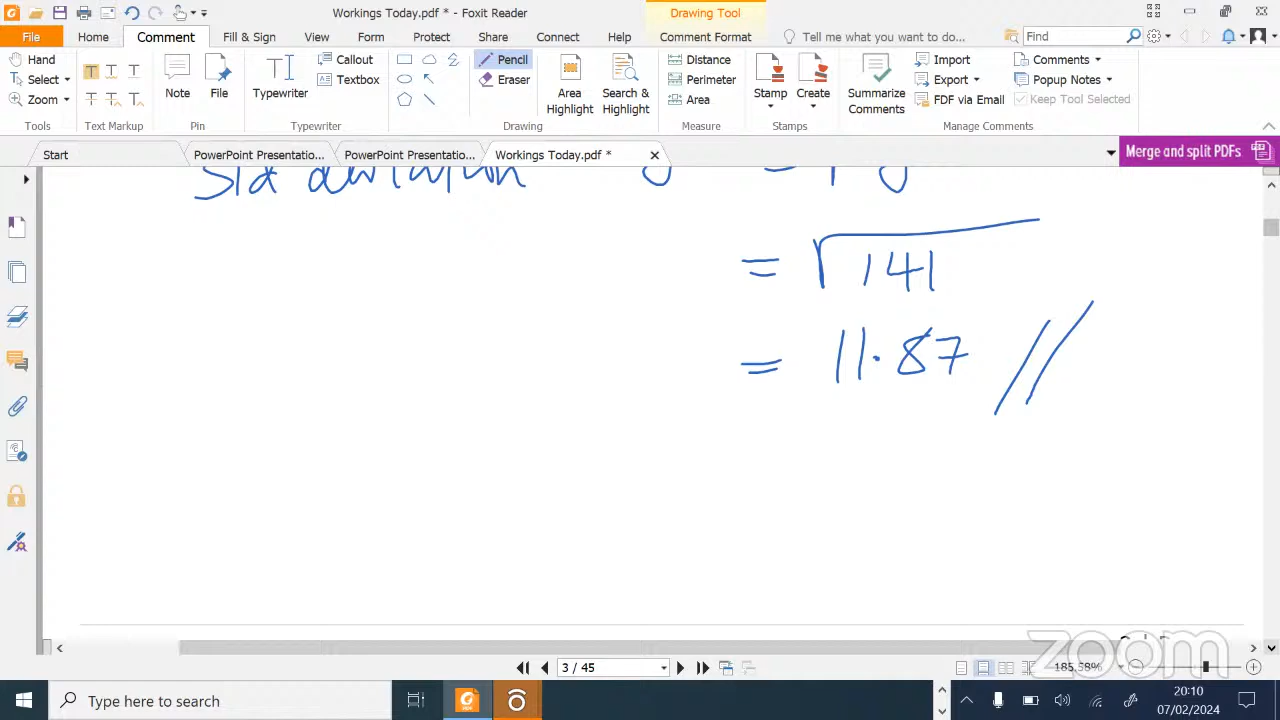 Workings Today.pdf * - Foxit Reader
Drawing Tool
File Home Comment Fill & Sign View Form Protect Share Connect Help Comment Format Tell me what you want to do... Find
Hand
Select
Zoom
Tools
Text Markup
Note
File
Pin
Typewriter
Callout
Textbox
Typewriter
Pencil
Eraser
Area Highlight
Search & Highlight
Drawing
Distance
Perimeter
Area
Measure
Stamp
Create
Stamps
Summarize Comments
Import
Export
FDF via Email
Comments
Popup Notes
Keep Tool Selected
Manage Comments
Start PowerPoint Presentatio... PowerPoint Presentatio... Workings Today.pdf * Merge and split PDFs
Std deviation
= √141
= 11.87 //
zoom
3 / 45 185.58%
Type here to search
20:10
07/02/2024